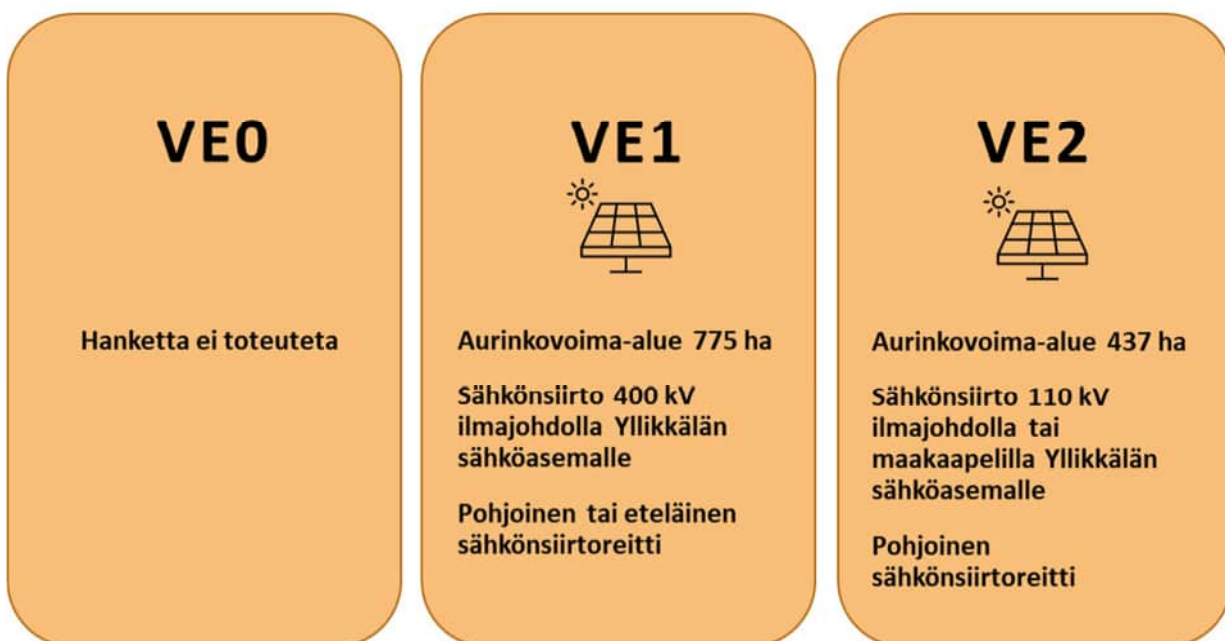 VE0
Hanketta ei toteuteta
VE1
Aurinkovoima-alue 775 ha
Sähkönsiirto 400 kV
ilmajohdolla Yllikkälän
sähköasemalle
Pohjoinen tai eteläinen
sähkönsiirtoreitti
VE2
Aurinkovoima-alue 437 ha
Sähkönsiirto 110 kV
ilmajohdolla tai
maakaapelilla Yllikkälän
sähköasemalle
Pohjoinen
sähkönsiirtoreitti